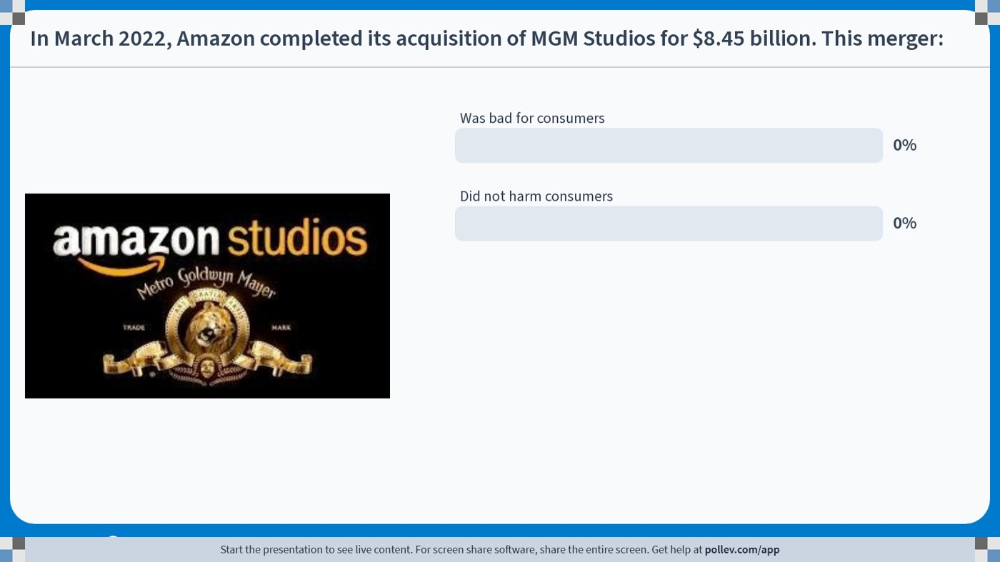 In March 2022, Amazon completed its acquisition of MGM Studios for $8.45 billion. This merger:
Was bad for consumers
0%
Did not harm consumers
0%
amazon studios
Metro Goldwyn Mayer
TRADE MARK
®
Start the presentation to see live content. For screen share software, share the entire screen. Get help at pollev.com/app